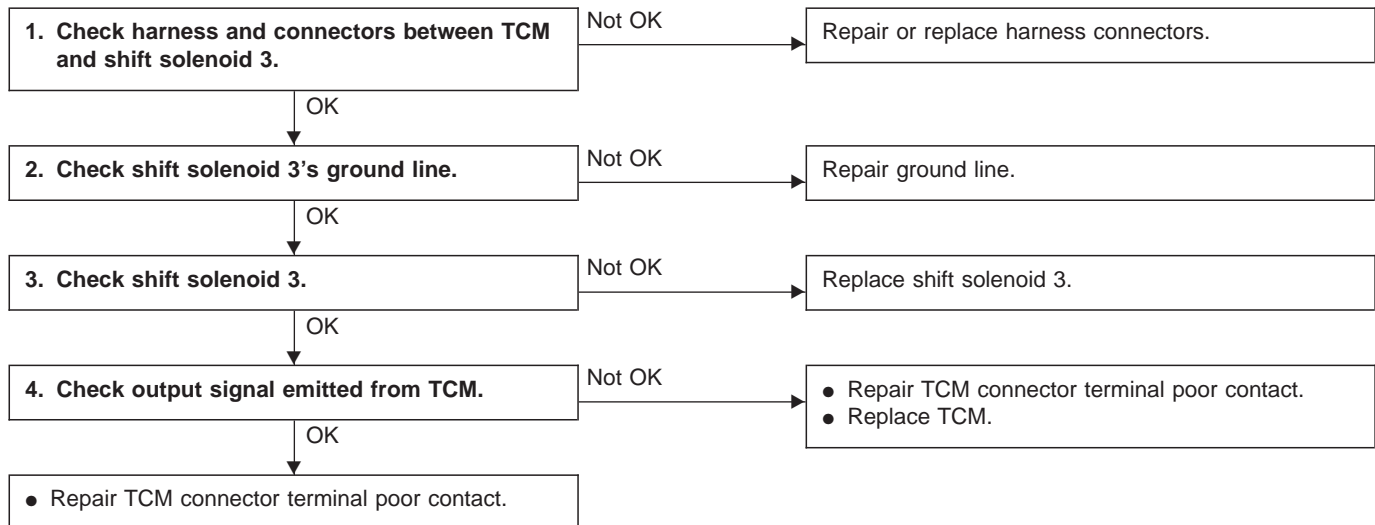 1. Check harness and connectors between TCM
and shift solenoid 3.
Not OK
Repair or replace harness connectors.
OK
2. Check shift solenoid 3's ground line.
Not OK
Repair ground line.
OK
3. Check shift solenoid 3.
Not OK
Replace shift solenoid 3.
OK
4. Check output signal emitted from TCM.
Not OK
● Repair TCM connector terminal poor contact.
● Replace TCM.
OK
● Repair TCM connector terminal poor contact.